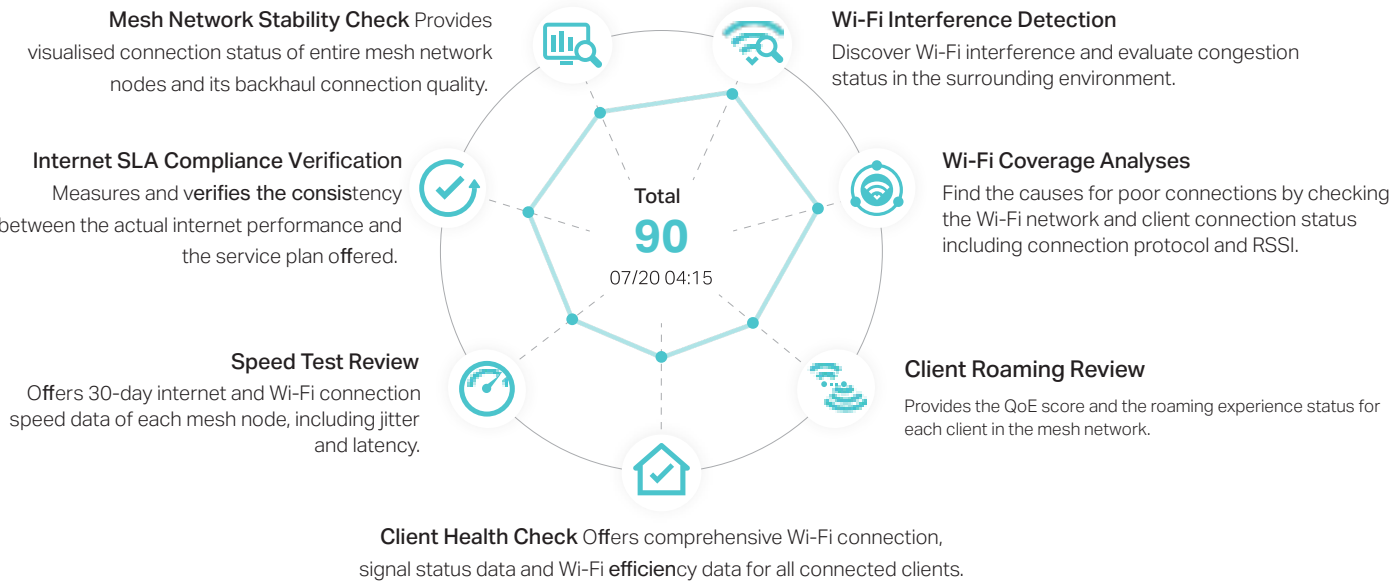 Mesh Network Stability Check Provides
visualised connection status of entire mesh network
nodes and its backhaul connection quality.
Wi-Fi Interference Detection
Discover Wi-Fi interference and evaluate congestion
status in the surrounding environment.
Internet SLA Compliance Verification
Measures and verifies the consistency
between the actual internet performance and
the service plan offered.
Total
90
07/20 04:15
Wi-Fi Coverage Analyses
Find the causes for poor connections by checking
the Wi-Fi network and client connection status
including connection protocol and RSSI.
Speed Test Review
Offers 30-day internet and Wi-Fi connection
speed data of each mesh node, including jitter
and latency.
Client Roaming Review
Provides the QoE score and the roaming experience status for
each client in the mesh network.
Client Health Check Offers comprehensive Wi-Fi connection,
signal status data and Wi-Fi efficiency data for all connected clients.